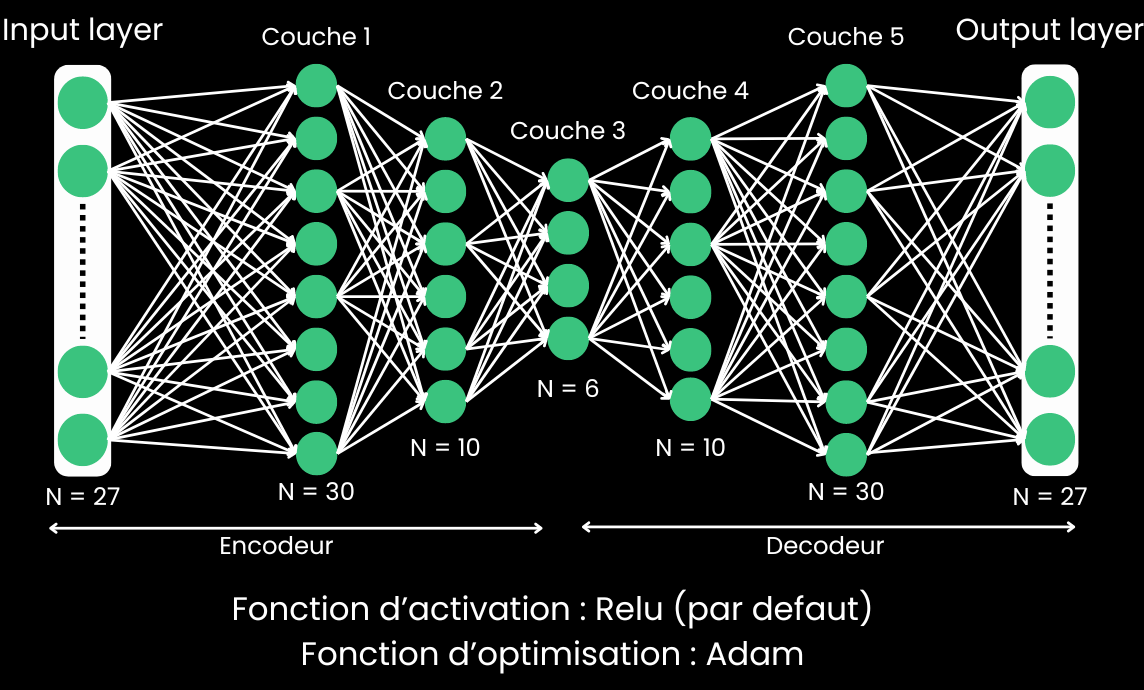 Input layer
Couche 1
Couche 2
Couche 3
Couche 4
Couche 5
Output layer
N = 27
N = 30
N = 10
N = 6
N = 10
N = 30
N = 27
Encodeur
Decodeur
Fonction d’activation : Relu (par defaut)
Fonction d’optimisation : Adam